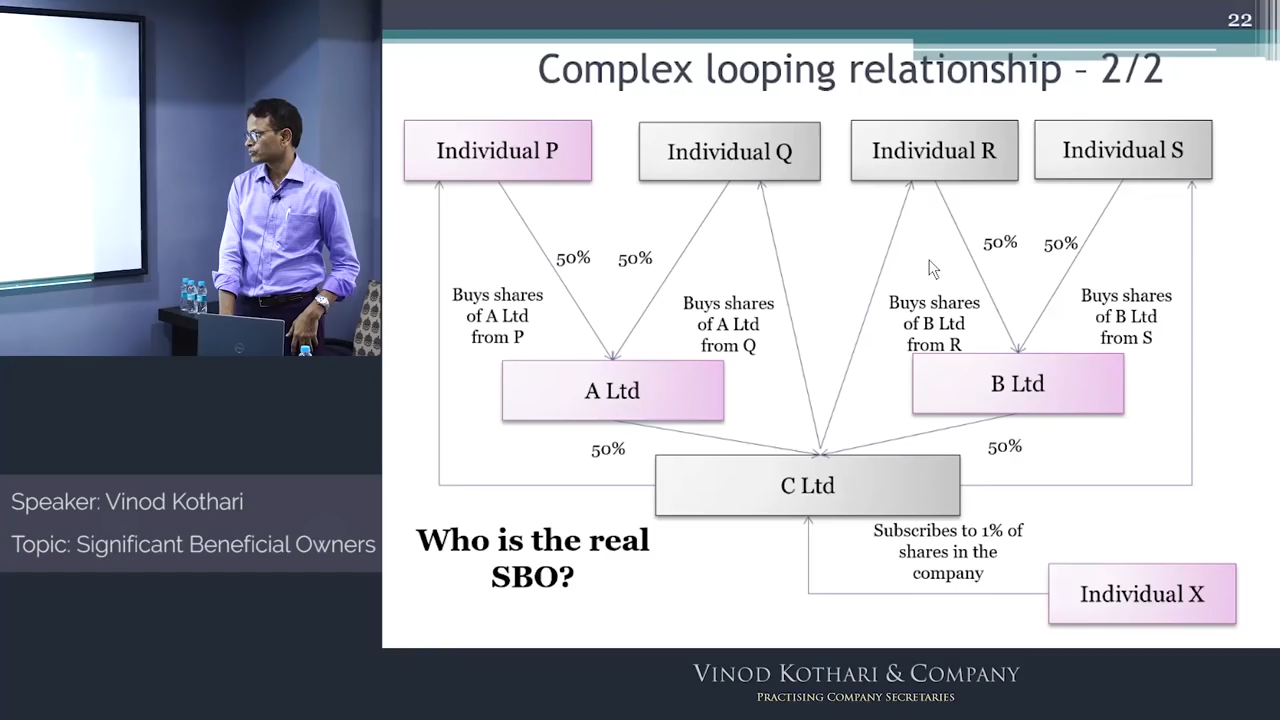 22
Complex looping relationship – 2/2
Individual P
Individual Q
Individual R
Individual S
50%
50%
50%
50%
Buys shares
of A Ltd
from P
Buys shares
of A Ltd
from Q
Buys shares
of B Ltd
from R
Buys shares
of B Ltd
from S
A Ltd
B Ltd
50%
50%
C Ltd
Who is the real
SBO?
Subscribes to 1% of
shares in the
company
Individual X
Speaker: Vinod Kothari
Topic: Significant Beneficial Owners
VINOD KOTHARI & COMPANY
PRACTISING COMPANY SECRETARIES